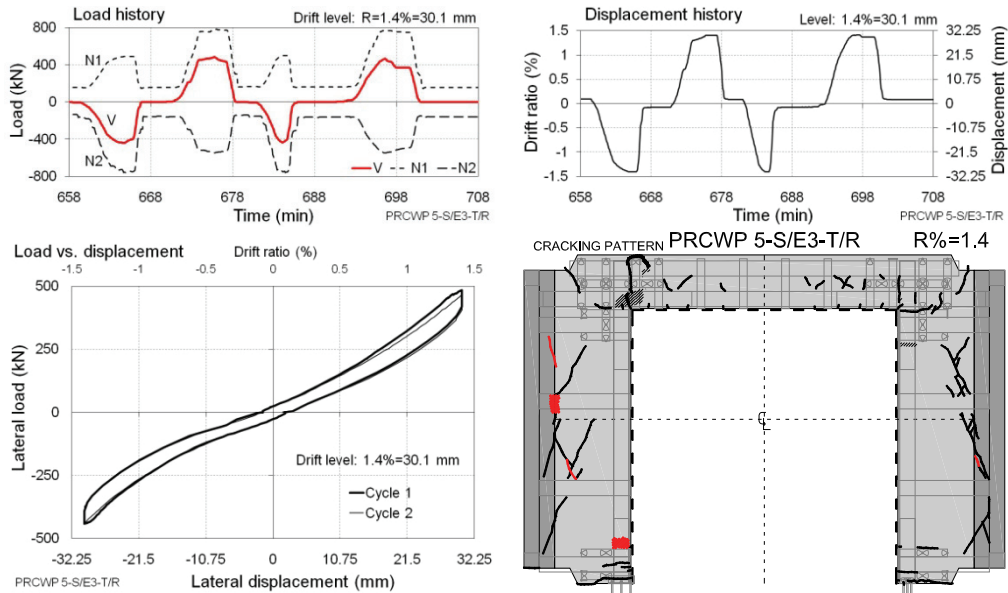 Load history
Drift level: R=1.4%=30.1 mm
800
400
0
-400
-800
Load (kN)
N1
V
N2
V N1 N2
658 668 678 688 698 708
Time (min)
PRCWP 5-S/E3-T/R
Displacement history
Level: 1.4%=30.1 mm
1.5
1.0
0.5
0
-0.5
-1
-1.5
Drift ratio (%)
32.25
21.5
10.75
0
-10.75
-21.5
-32.25
Displacement (mm)
658 668 678 688 698 708
Time (min)
PRCWP 5-S/E3-T/R
Load vs. displacement
Drift ratio (%)
-1.5 -1 -0.5 0 0.5 1 1.5
500
250
0
-250
-500
Lateral load (kN)
Drift level: 1.4%=30.1 mm
Cycle 1
Cycle 2
-32.25 -21.5 -10.75 0 10.75 21.5 32.25
Lateral displacement (mm)
PRCWP 5-S/E3-T/R
CRACKING PATTERN PRCWP 5-S/E3-T/R R%=1.4
CL